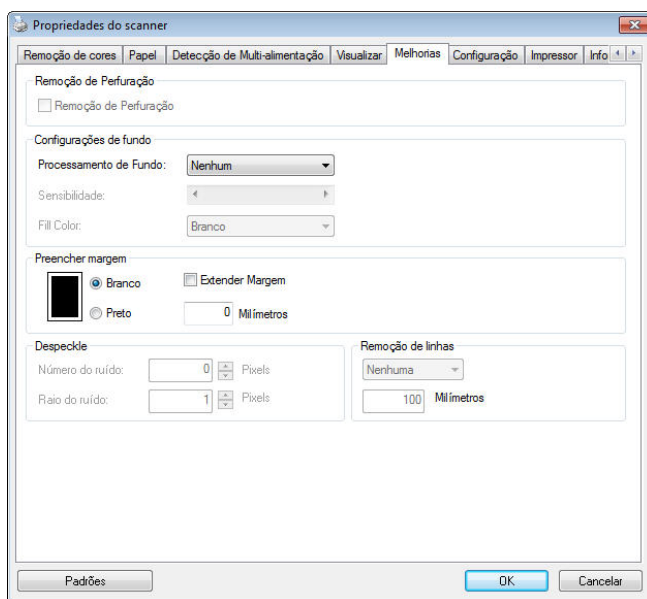 Propriedades do scanner
Remoção de cores Papel Detecção de Multi-alimentação Visualizar Melhorias Configuração Impressor Info
Remoção de Perfuração
Remoção de Perfuração
Configurações de fundo
Processamento de Fundo: Nenhum
Sensibilidade:
Fill Color: Branco
Preencher margem
Branco Extender Margem
Preto 0 Milímetros
Despeckle Remoção de linhas
Número do ruído: 0 Pixels Nenhuma
Raio do ruído: 1 Pixels 100 Milímetros
Padrões OK Cancelar